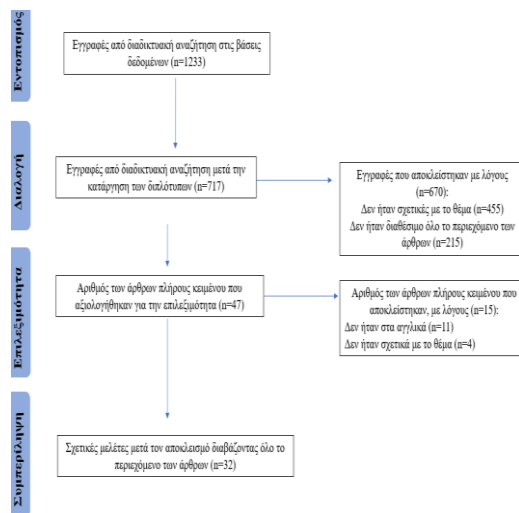 Εντοπισμός
Εγγραφές από διαδικτυακή αναζήτηση στις βάσεις
δεδομένων (n=1233)
Διαλογή
Εγγραφές από διαδικτυακή αναζήτηση μετά την
κατάργηση των διπλότυπων (n=717)
Εγγραφές που αποκλείστηκαν με λόγους
(n=670):
Δεν ήταν σχετικές με το θέμα (n=455)
Δεν ήταν διαθέσιμο όλο το περιεχόμενο των
άρθρων (n=215)
Επιλεξιμότητα
Αριθμός των άρθρων πλήρους κειμένου που
αξιολογήθηκαν για την επιλεξιμότητα (n=47)
Αριθμός των άρθρων πλήρους κειμένου που
αποκλείστηκαν, με λόγους (n=15):
Δεν ήταν στα αγγλικά (n=11)
Δεν ήταν σχετικά με το θέμα (n=4)
Συμπερίληψη
Σχετικές μελέτες μετά τον αποκλεισμό διαβάζοντας όλο το
περιεχόμενο των άρθρων (n=32)